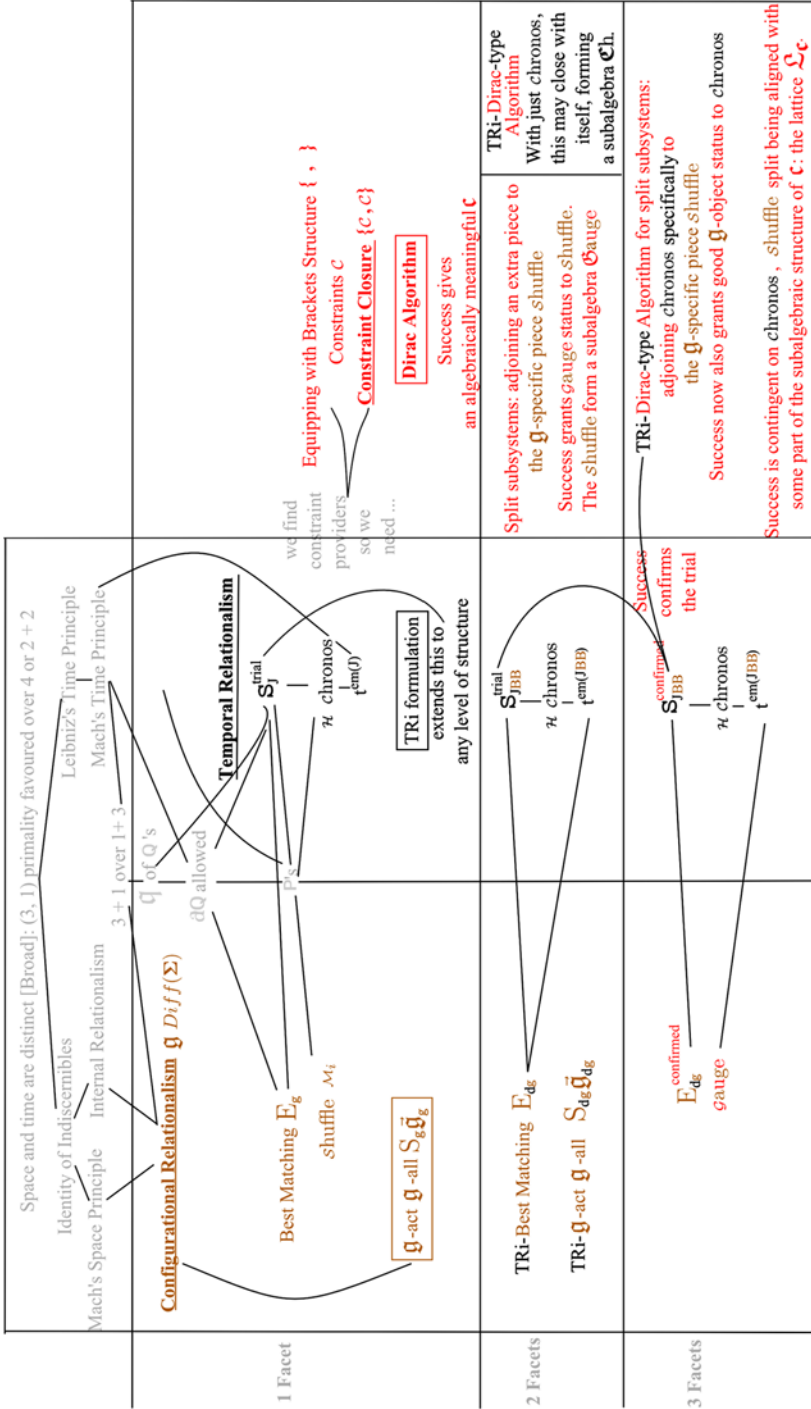 Space and time are distinct [Broad]: (3, 1) primality favoured over 4 or 2 + 2
Identity of Indiscernibles
Leibniz's Time Principle
Mach's Space Principle
Internal Relationalism
Mach's Time Principle
3 + 1 over 1+ 3
1 Facet
Configurational Relationalism 𝔤 Diff(Σ)
q of Q 's
∂Q allowed
Temporal Relationalism
Best Matching E_g
P's
S_J^trial
shuffle M_i
ℋ chronos
t^em(J)
𝔤-act 𝔤 -all S_g 𝔤⃗_g
TRi formulation
extends this to
any level of structure
we find
constraint
providers
so we
need ...
Equipping with Brackets Structure { , }
Constraints 𝒞
Constraint Closure {𝒞 , 𝒞}
Dirac Algorithm
Success gives
an algebraically meaningful 𝖈
2 Facets
TRi-Best Matching E_dg
TRi-𝔤-act 𝔤 -all S_dg 𝔤⃗_dg
S_JBB^trial
ℋ chronos
t^em(JBB)
Split subsystems: adjoining an extra piece to
the 𝔤-specific piece shuffle
Success grants gauge status to shuffle.
The shuffle form a subalgebra 𝕲auge
TRi-Dirac-type
Algorithm
With just chronos,
this may close with
itself, forming
a subalgebra 𝕮h.
3 Facets
E_dg^confirmed
gauge
S_JBB^confirmed
ℋ chronos
t^em(JBB)
Success
confirms
the trial
TRi-Dirac-type Algorithm for split subsystems:
adjoining chronos specifically to
the 𝔤-specific piece shuffle
Success now also grants good 𝔤-object status to chronos
Success is contingent on chronos , shuffle split being aligned with
some part of the subalgebraic structure of 𝖈: the lattice 𝔏_𝖈.